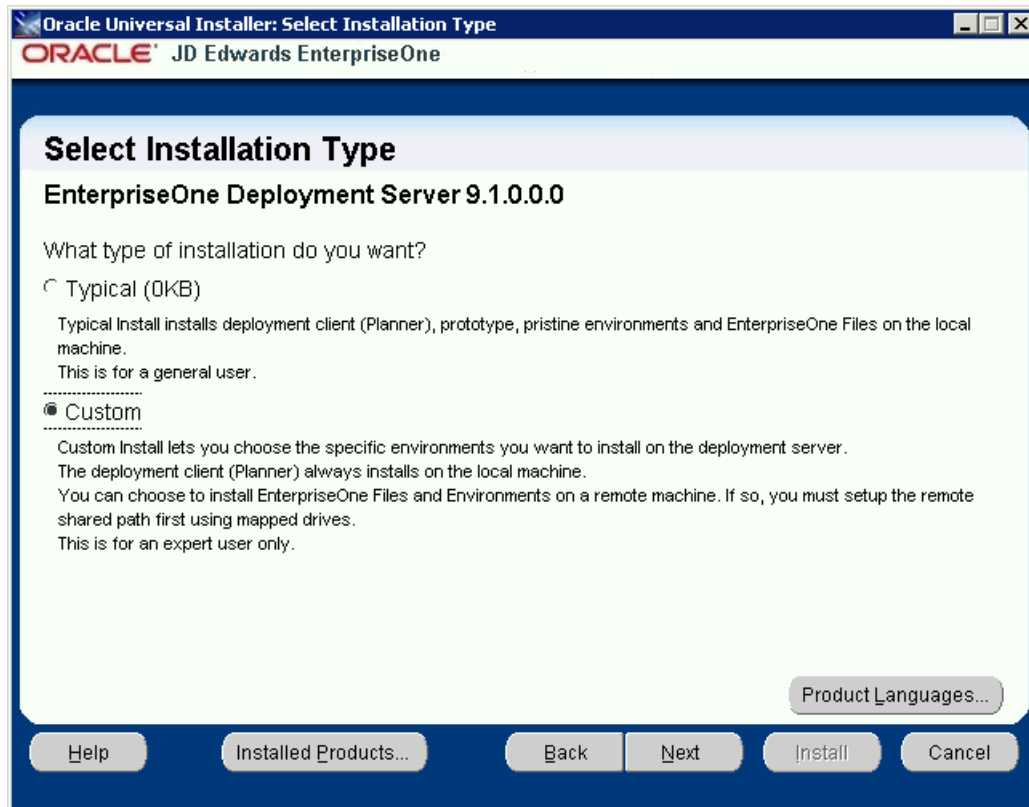 Oracle Universal Installer: Select Installation Type
ORACLE® JD Edwards EnterpriseOne
Select Installation Type
EnterpriseOne Deployment Server 9.1.0.0.0
What type of installation do you want?
Typical (0KB)
Typical Install installs deployment client (Planner), prototype, pristine environments and EnterpriseOne Files on the local
machine.
This is for a general user.
Custom
Custom Install lets you choose the specific environments you want to install on the deployment server.
The deployment client (Planner) always installs on the local machine.
You can choose to install EnterpriseOne Files and Environments on a remote machine. If so, you must setup the remote
shared path first using mapped drives.
This is for an expert user only.
Product Languages...
Help Installed Products... Back Next Install Cancel